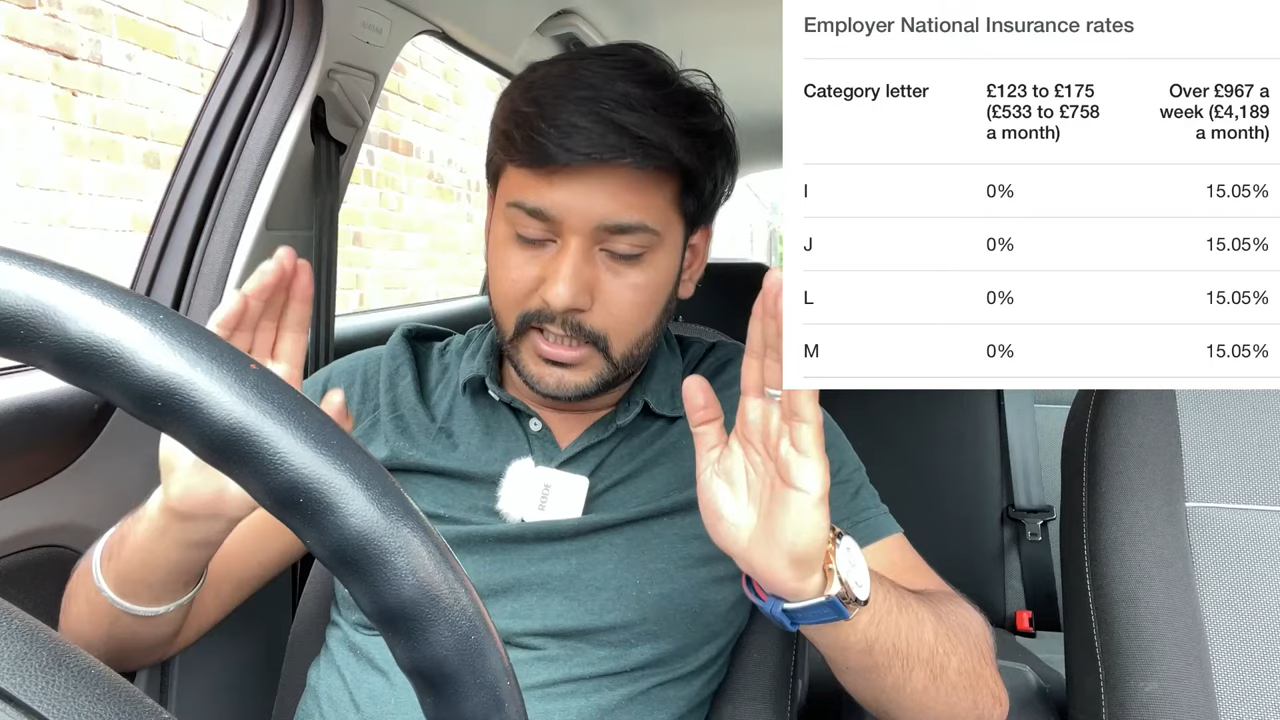 Employer National Insurance rates
Category letter £123 to £175 (£533 to £758 a month) Over £967 a week (£4,189 a month)
I 0% 15.05%
J 0% 15.05%
L 0% 15.05%
M 0% 15.05%
RØDE